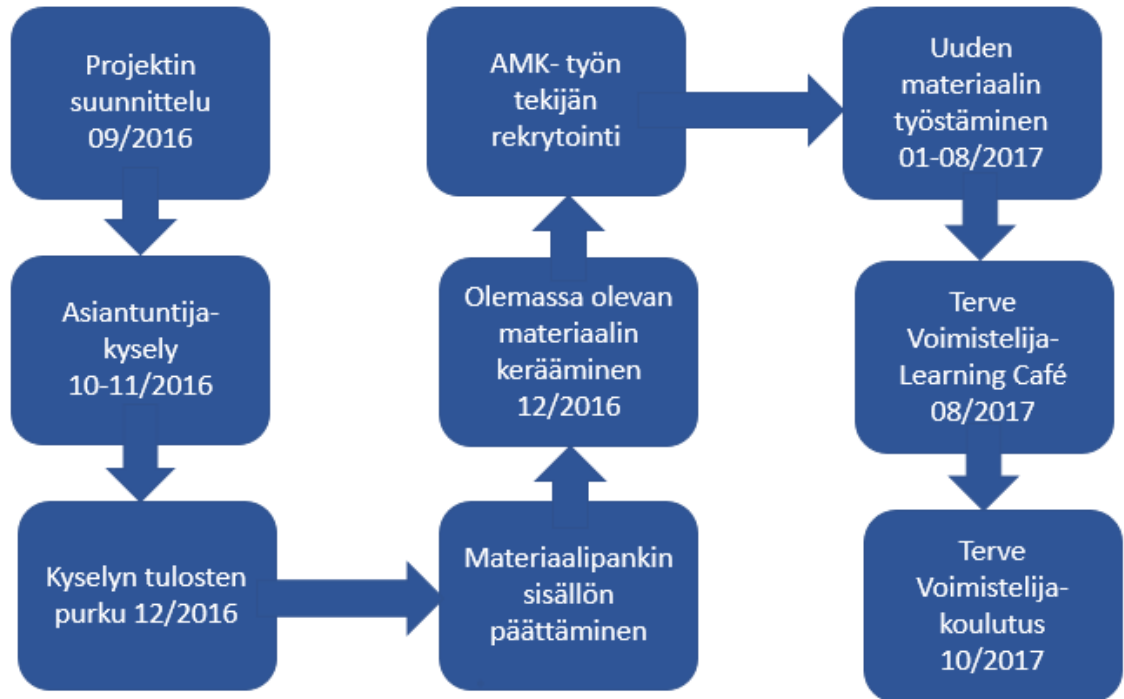 Projektin
suunnittelu
09/2016
Asiantuntija-
kysely
10-11/2016
Kyselyn tulosten
purku 12/2016
Materiaalipankin
sisällön
päättäminen
Olemassa olevan
materiaalin
kerääminen
12/2016
AMK- työn
tekijän
rekrytointi
Uuden
materiaalin
työstäminen
01-08/2017
Terve
Voimistelija-
Learning Café
08/2017
Terve
Voimistelija-
koulutus
10/2017